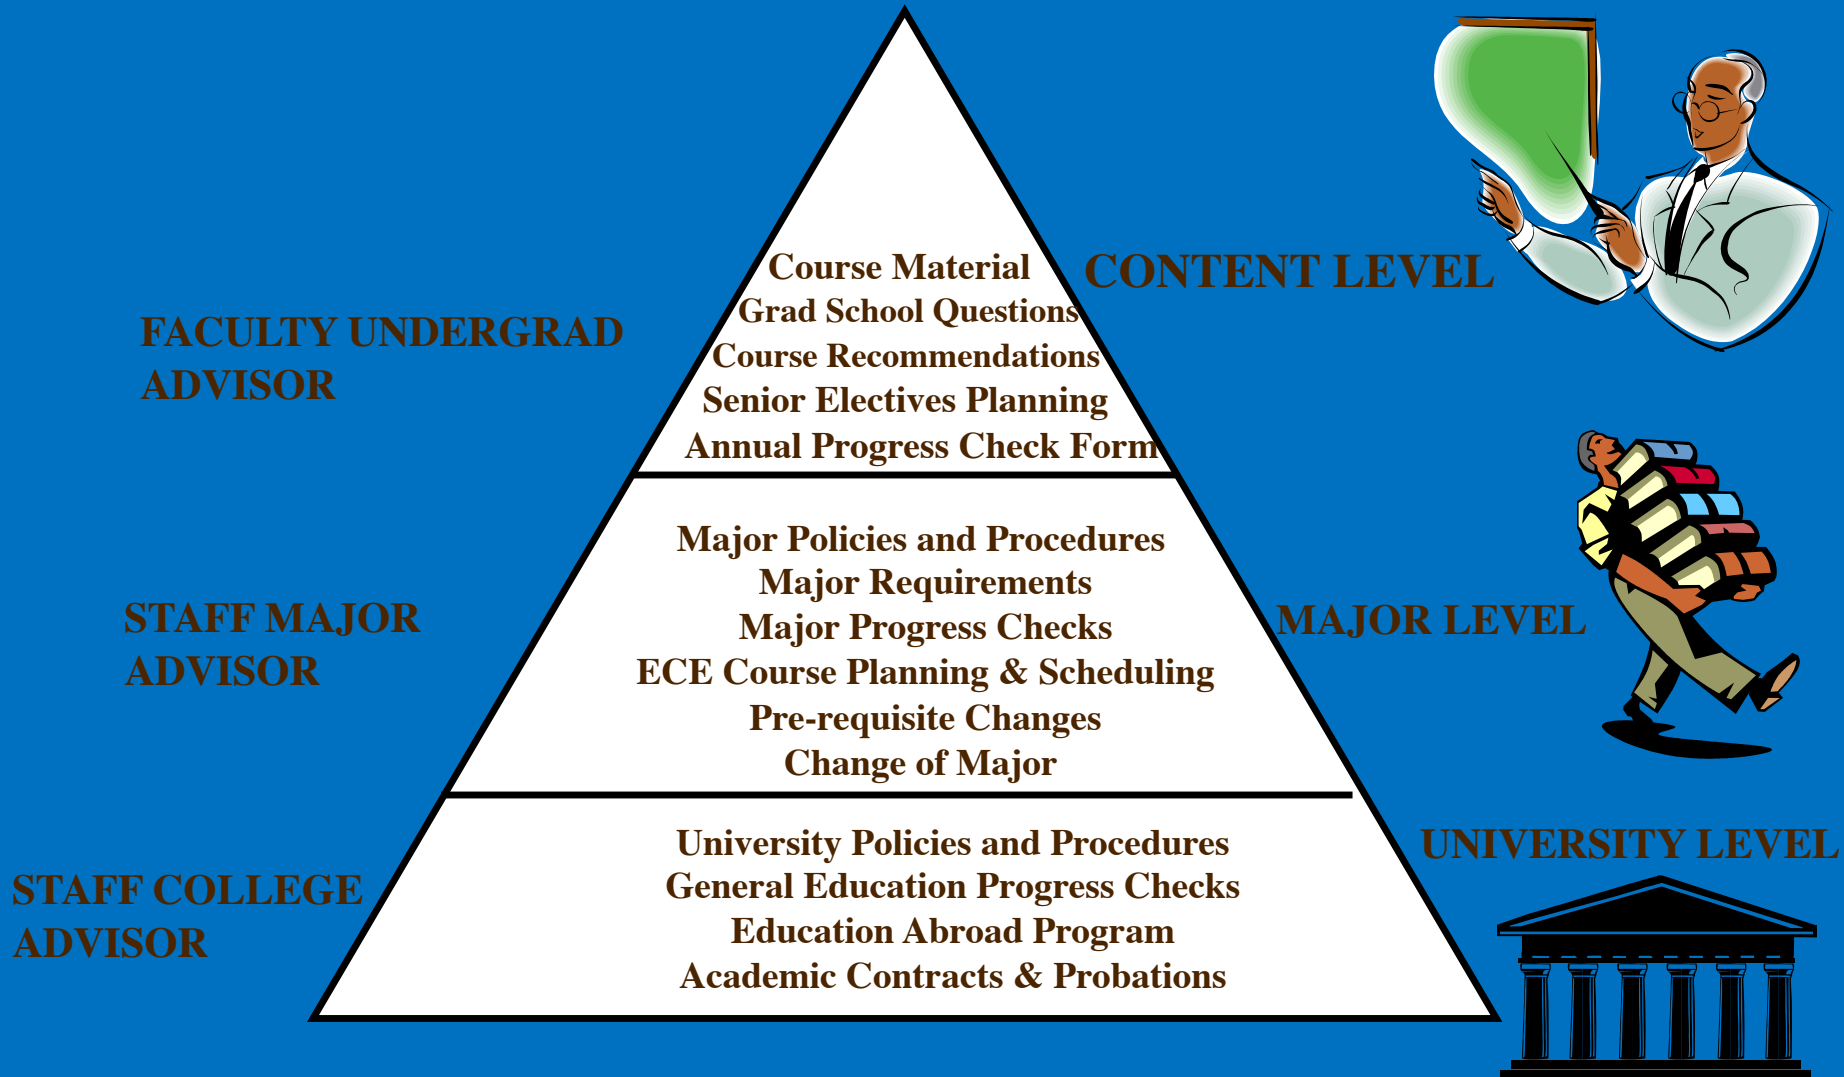 Course Material
CONTENT LEVEL
Grad School Questions
FACULTY UNDERGRAD
ADVISOR
Course Recommendations
Senior Electives Planning
Annual Progress Check Form
Major Policies and Procedures
Major Requirements
STAFF MAJOR
ADVISOR
Major Progress Checks
MAJOR LEVEL
ECE Course Planning & Scheduling
Pre-requisite Changes
Change of Major
University Policies and Procedures
UNIVERSITY LEVEL
General Education Progress Checks
STAFF COLLEGE
ADVISOR
Education Abroad Program
Academic Contracts & Probations